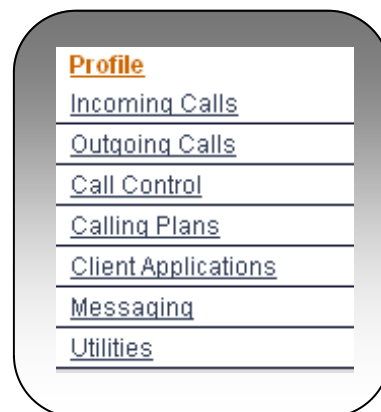 Profile
Incoming Calls
Outgoing Calls
Call Control
Calling Plans
Client Applications
Messaging
Utilities